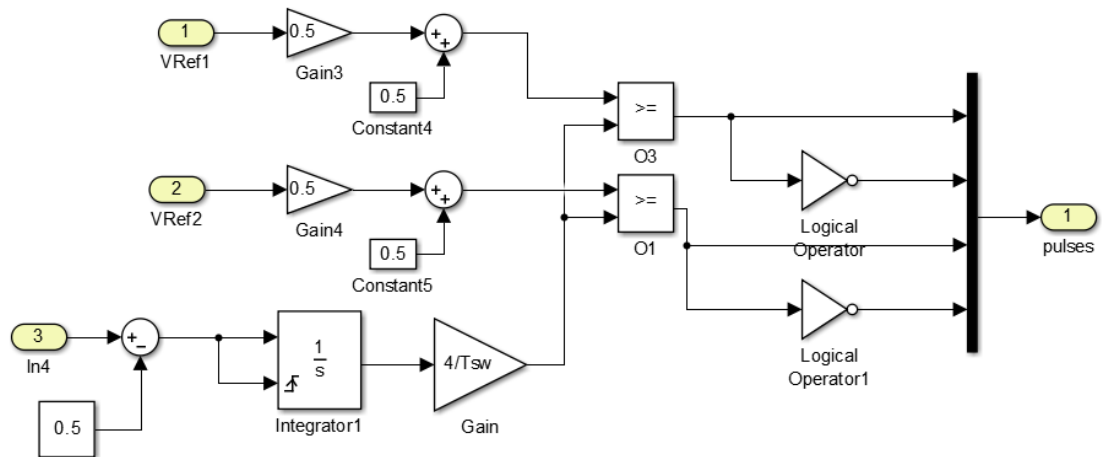 1
VRef1
0.5
Gain3
+
+
0.5
Constant4
>=
O3
2
VRef2
0.5
Gain4
+
+
0.5
Constant5
>=
O1
Logical
Operator
1
pulses
3
In4
+
−
0.5
1
s
Integrator1
4/Tsw
Gain
Logical
Operator1